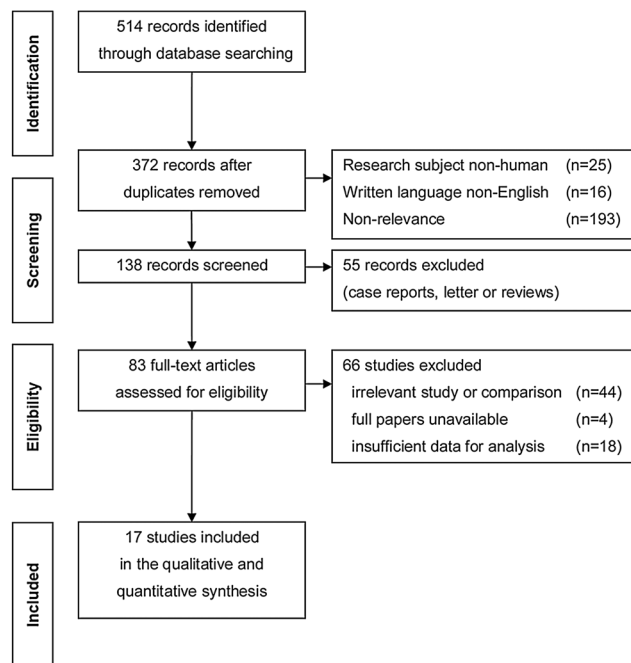 Identification
514 records identified
through database searching
372 records after
duplicates removed
Research subject non-human (n=25)
Written language non-English (n=16)
Non-relevance (n=193)
Screening
138 records screened
55 records excluded
(case reports, letter or reviews)
Eligibility
83 full-text articles
assessed for eligibility
66 studies excluded
irrelevant study or comparison (n=44)
full papers unavailable (n=4)
insufficient data for analysis (n=18)
Included
17 studies included
in the qualitative and
quantitative synthesis